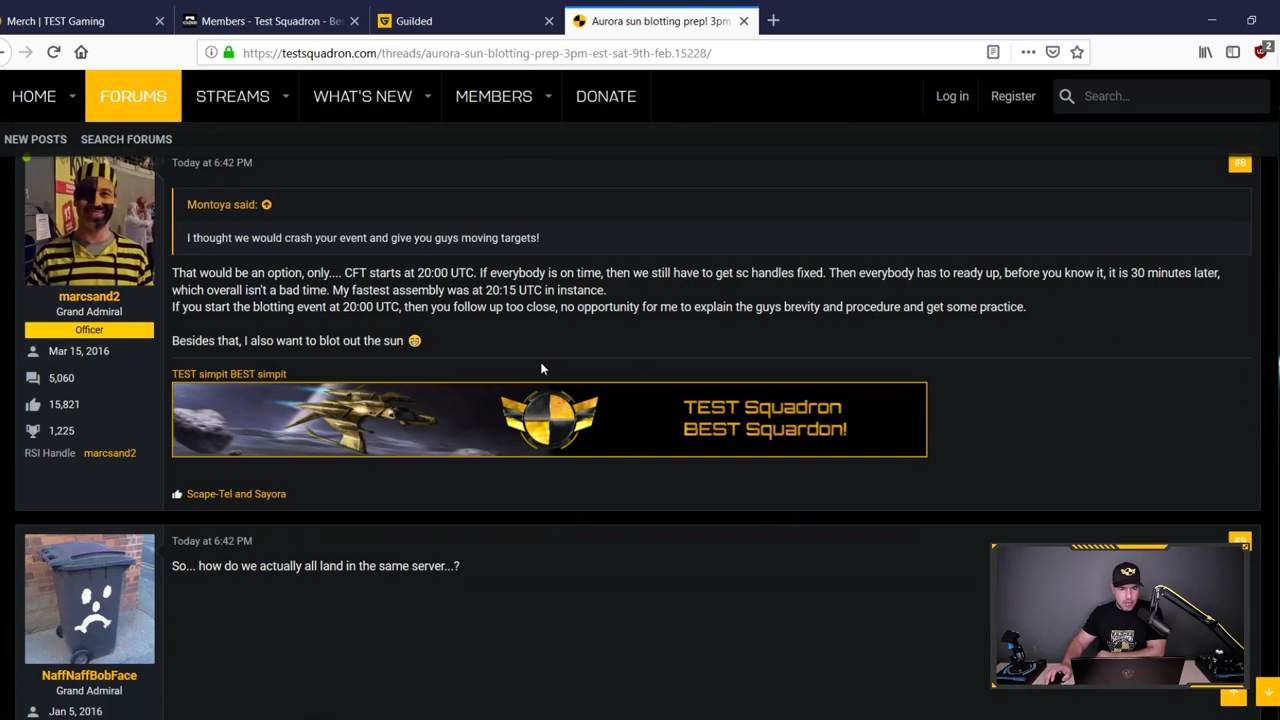 Merch | TEST Gaming
Members - Test Squadron - Bes
Guilded
Aurora sun blotting prep! 3pm
https://testsquadron.com/threads/aurora-sun-blotting-prep-3pm-est-sat-9th-feb.15228/
2
HOME
FORUMS
STREAMS
WHAT'S NEW
MEMBERS
DONATE
Log in
Register
Search...
NEW POSTS
SEARCH FORUMS
Today at 6:42 PM
#8
Montoya said:
I thought we would crash your event and give you guys moving targets!
That would be an option, only.... CFT starts at 20:00 UTC. If everybody is on time, then we still have to get sc handles fixed. Then everybody has to ready up, before you know it, it is 30 minutes later,
which overall isn't a bad time. My fastest assembly was at 20:15 UTC in instance.
If you start the blotting event at 20:00 UTC, then you follow up too close, no opportunity for me to explain the guys brevity and procedure and get some practice.
Besides that, I also want to blot out the sun 😁
marcsand2
Grand Admiral
Officer
Mar 15, 2016
5,060
15,821
1,225
RSI Handle marcsand2
TEST simpit BEST simpit
TEST Squadron
BEST Squardon!
Scape-Tel and Sayora
Today at 6:42 PM
#9
So... how do we actually all land in the same server...?
NaffNaffBobFace
Grand Admiral
Jan 5, 2016